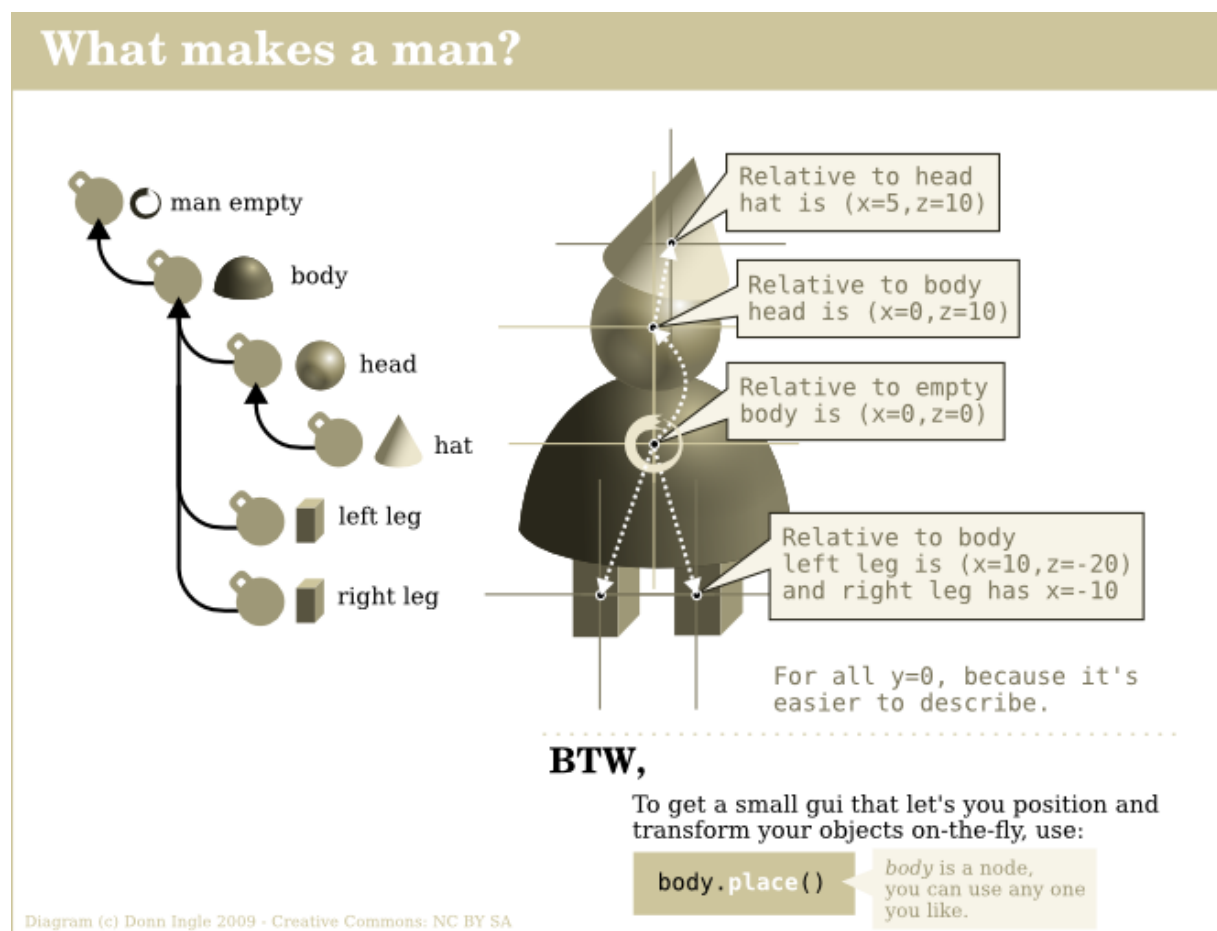 What makes a man?
man empty
body
head
hat
left leg
right leg
Relative to head
hat is (x=5,z=10)
Relative to body
head is (x=0,z=10)
Relative to empty
body is (x=0,z=0)
Relative to body
left leg is (x=10,z=-20)
and right leg has x=-10
For all y=0, because it's
easier to describe.
BTW,
To get a small gui that let's you position and
transform your objects on-the-fly, use:
body.place()
body is a node,
you can use any one
you like.
Diagram (c) Donn Ingle 2009 - Creative Commons: NC BY SA